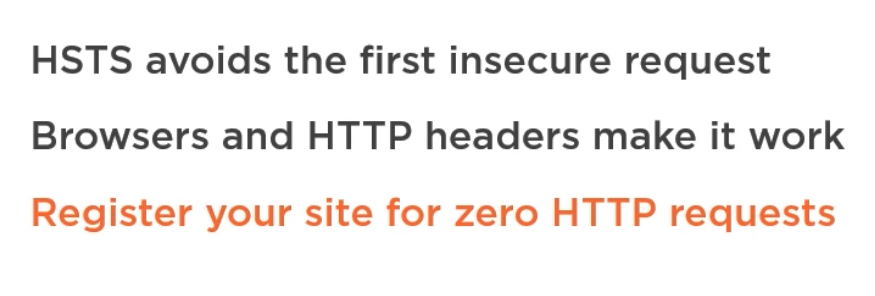 HSTS avoids the first insecure request
Browsers and HTTP headers make it work
Register your site for zero HTTP requests